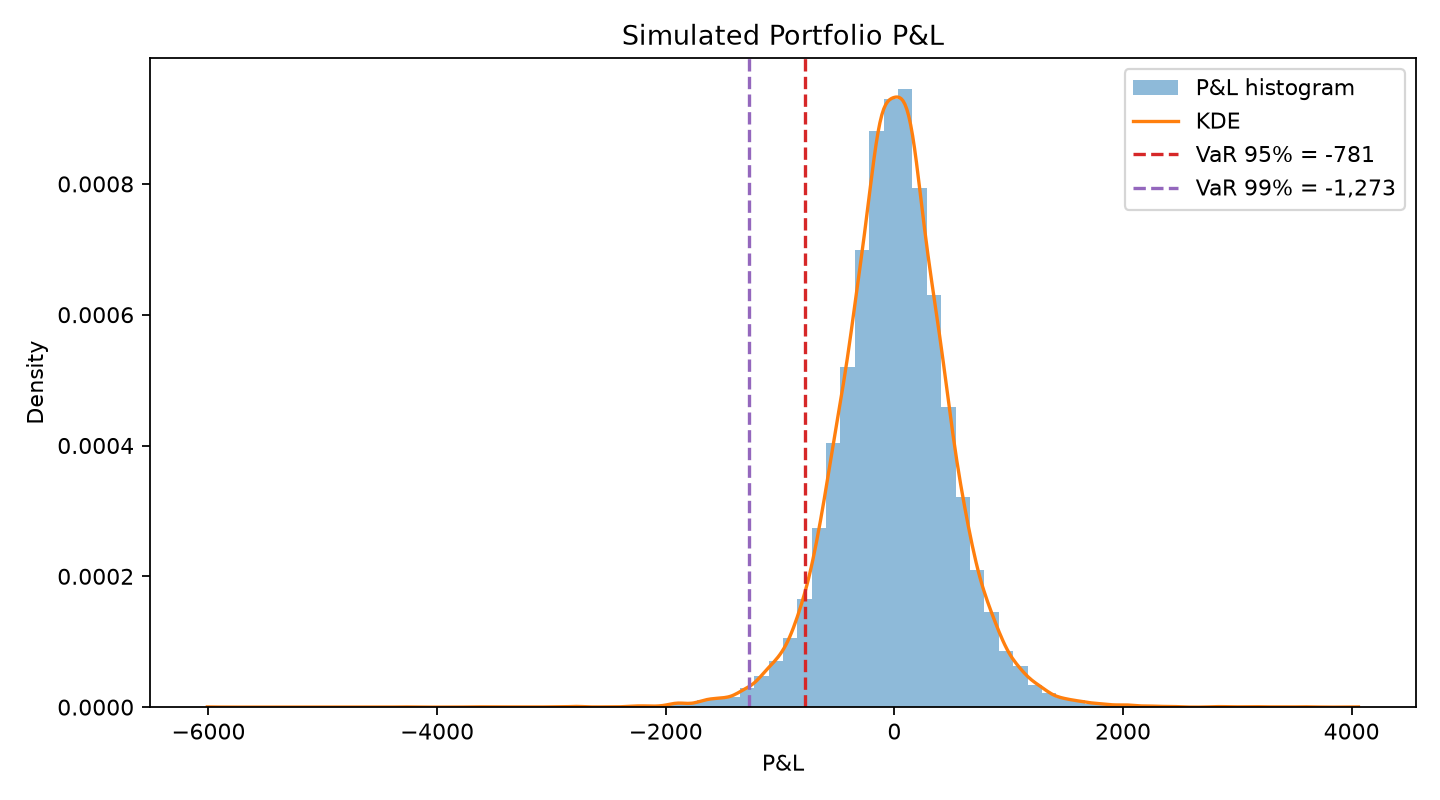 Simulated Portfolio P&L
P&L histogram
KDE
VaR 95% = -781
VaR 99% = -1,273
Density
0.0008
0.0006
0.0004
0.0002
0.0000
−6000
−4000
−2000
0
2000
4000
P&L